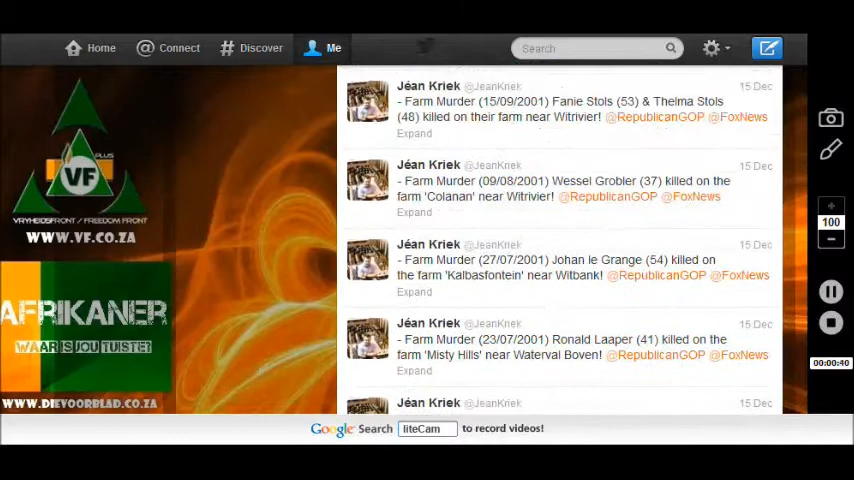 Home
Connect
# Discover
Me
Search
Jéan Kriek @JeanKriek
15 Dec
- Farm Murder (15/09/2001) Fanie Stols (53) & Thelma Stols
(48) killed on their farm near Witrivier! @RepublicanGOP @FoxNews
Expand
Jéan Kriek @JeanKriek
15 Dec
- Farm Murder (09/08/2001) Wessel Grobler (37) killed on the
farm 'Colanan' near Witrivier! @RepublicanGOP @FoxNews
Expand
Jéan Kriek @JeanKriek
15 Dec
- Farm Murder (27/07/2001) Johan le Grange (54) killed on
the farm 'Kalbasfontein' near Witbank! @RepublicanGOP @FoxNews
Expand
Jéan Kriek @JeanKriek
15 Dec
- Farm Murder (23/07/2001) Ronald Laaper (41) killed on the
farm 'Misty Hills' near Waterval Boven! @RepublicanGOP @FoxNews
Expand
Jéan Kriek @JeanKriek
15 Dec
PLUS
VF
VRYHEIDSFRONT / FREEDOM FRONT
WWW.VF.CO.ZA
AFRIKANER
WAAR IS JOU TUISTE?
WWW.DIEVOORBLAD.CO.ZA
+
100
-
00:00:40
Google Search liteCam to record videos!